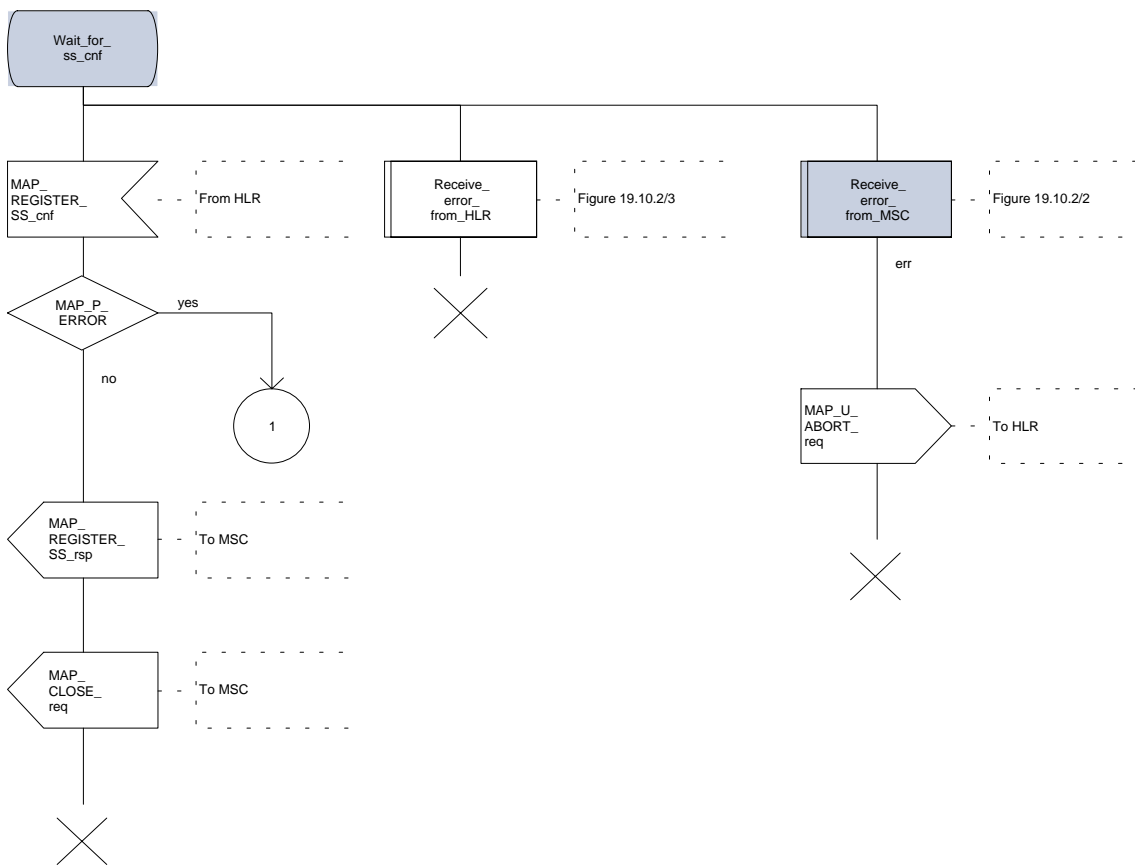 Wait_for_
ss_cnf
MAP_
REGISTER_
SS_cnf
From HLR
Receive_
error_
from_HLR
Figure 19.10.2/3
Receive_
error_
from_MSC
Figure 19.10.2/2
err
MAP_P_
ERROR
yes
no
1
MAP_U_
ABORT_
req
To HLR
MAP_
REGISTER_
SS_rsp
To MSC
MAP_
CLOSE_
req
To MSC